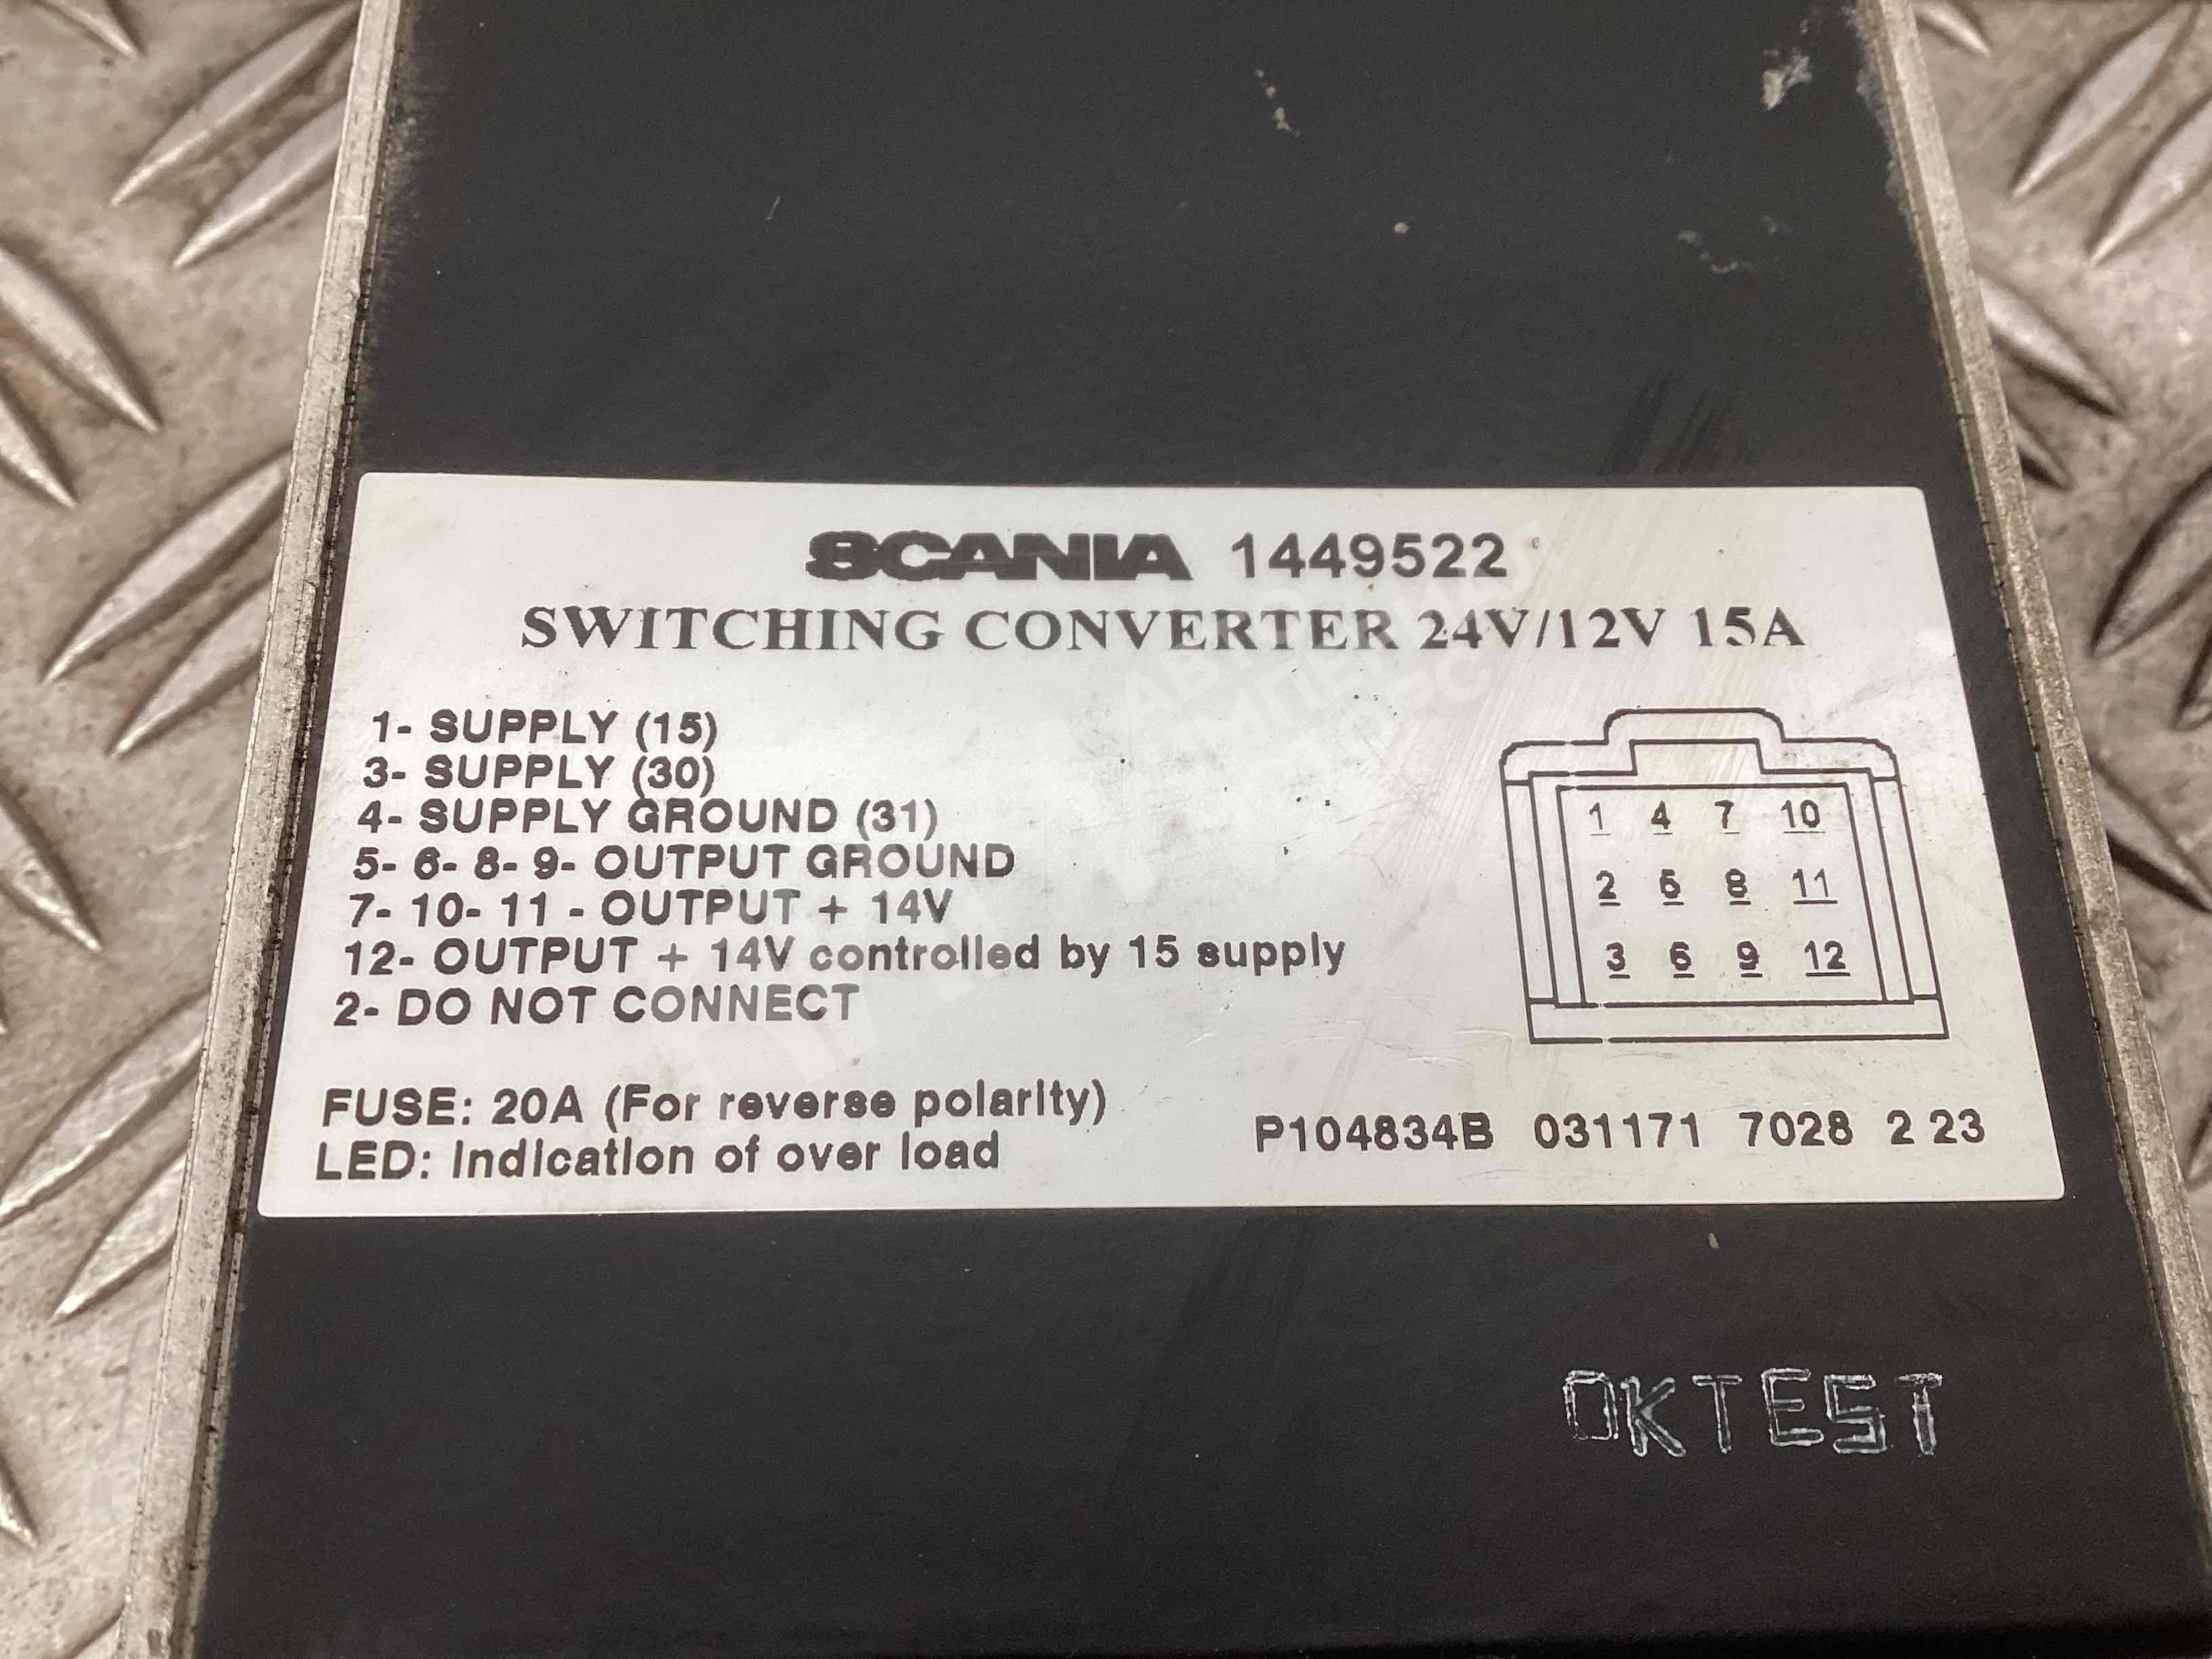 SCANIA 1449522
SWITCHING CONVERTER 24V/12V 15A
1- SUPPLY (15)
3- SUPPLY (30)
4- SUPPLY GROUND (31)
5- 6- 8- 9- OUTPUT GROUND
7- 10- 11 - OUTPUT + 14V
12- OUTPUT + 14V controlled by 15 supply
2- DO NOT CONNECT
1 4 7 10
2 5 8 11
3 6 9 12
FUSE: 20A (For reverse polarity)
LED: Indication of over load
P104834B 031171 7028 2 23
OKTEST